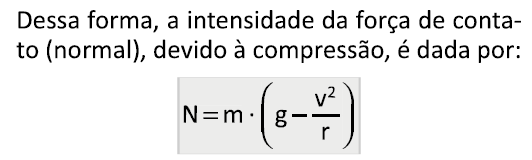 Dessa forma, a intensidade da força de conta-
to (normal), devido à compressão, é dada por:
N = m · (g − v²/r)